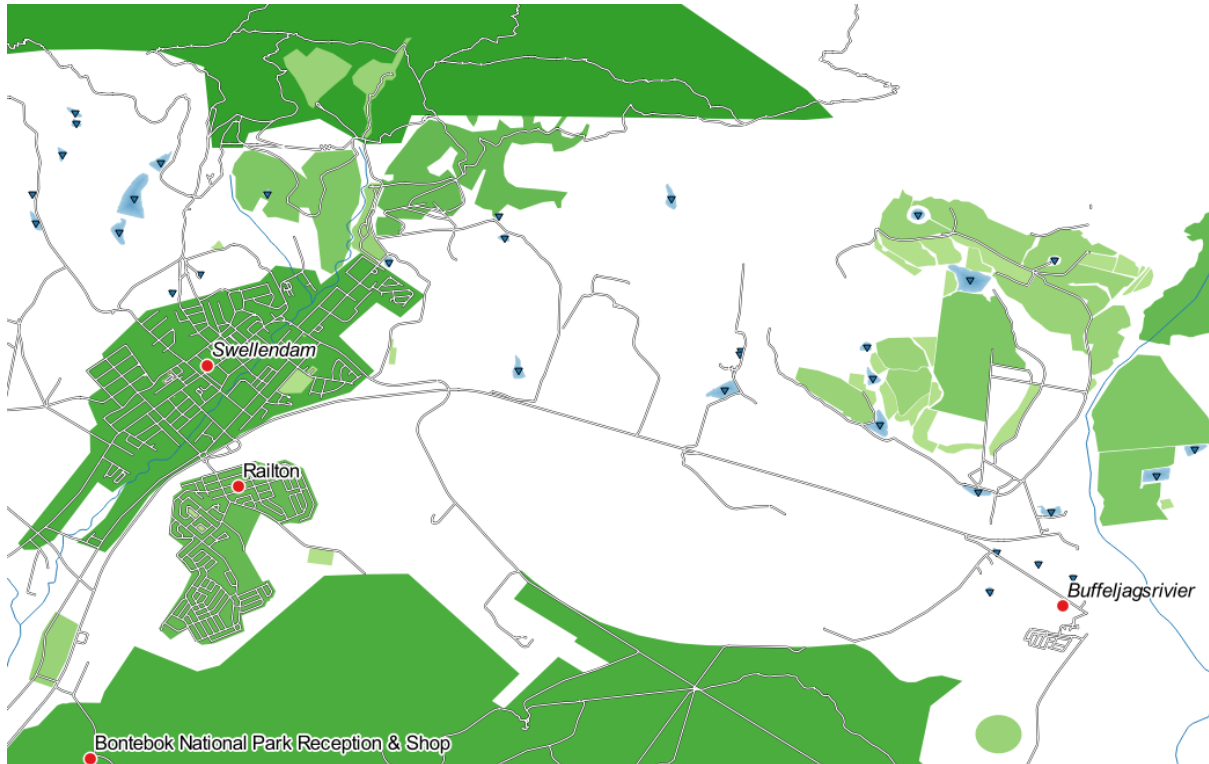 Swellendam
Railton
Buffeljagsrivier
Bontebok National Park Reception & Shop